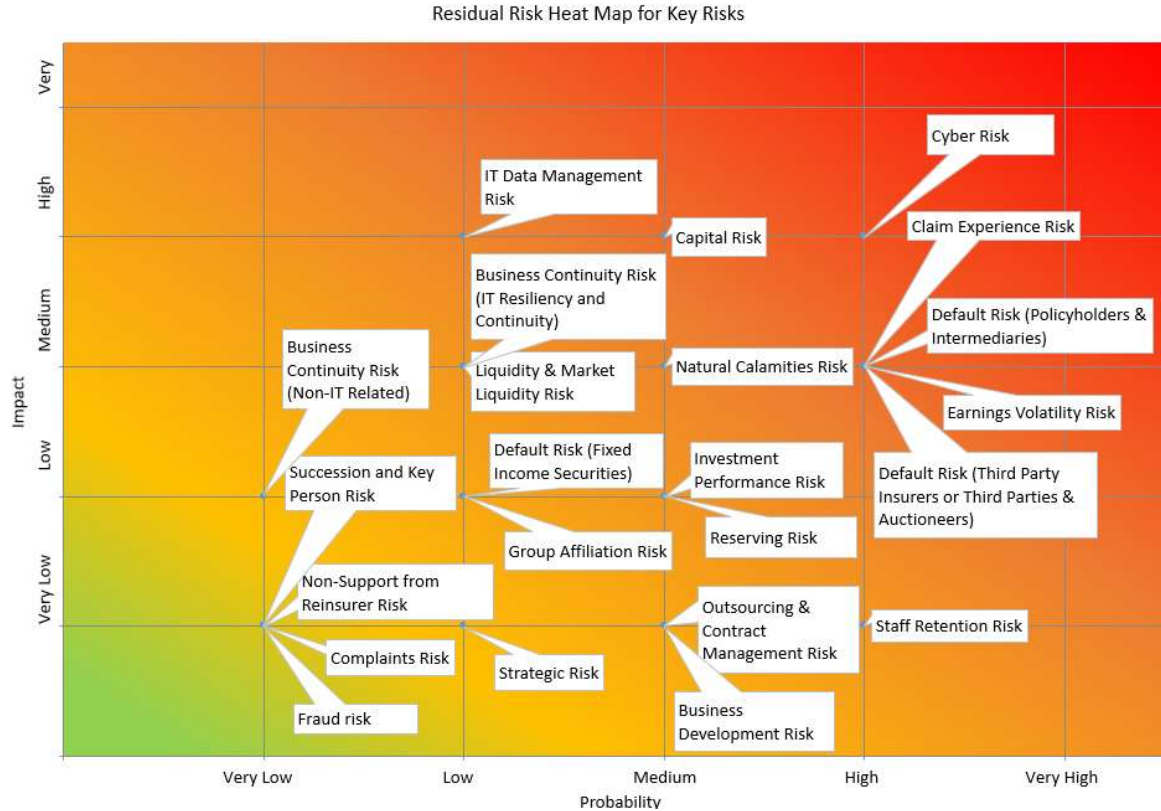 Residual Risk Heat Map for Key Risks
Very
High
Medium
Low
Very Low
Impact
Cyber Risk
IT Data Management
Risk
Claim Experience Risk
Capital Risk
Business Continuity Risk
(IT Resiliency and
Continuity)
Default Risk (Policyholders &
Intermediaries)
Business
Continuity Risk
(Non-IT Related)
Liquidity & Market
Liquidity Risk
Natural Calamities Risk
Earnings Volatility Risk
Succession and Key
Person Risk
Default Risk (Fixed
Income Securities)
Investment
Performance Risk
Default Risk (Third Party
Insurers or Third Parties &
Auctioneers)
Group Affiliation Risk
Reserving Risk
Non-Support from
Reinsurer Risk
Outsourcing &
Contract
Management Risk
Staff Retention Risk
Complaints Risk
Strategic Risk
Fraud risk
Business
Development Risk
Very Low
Low
Medium
High
Very High
Probability